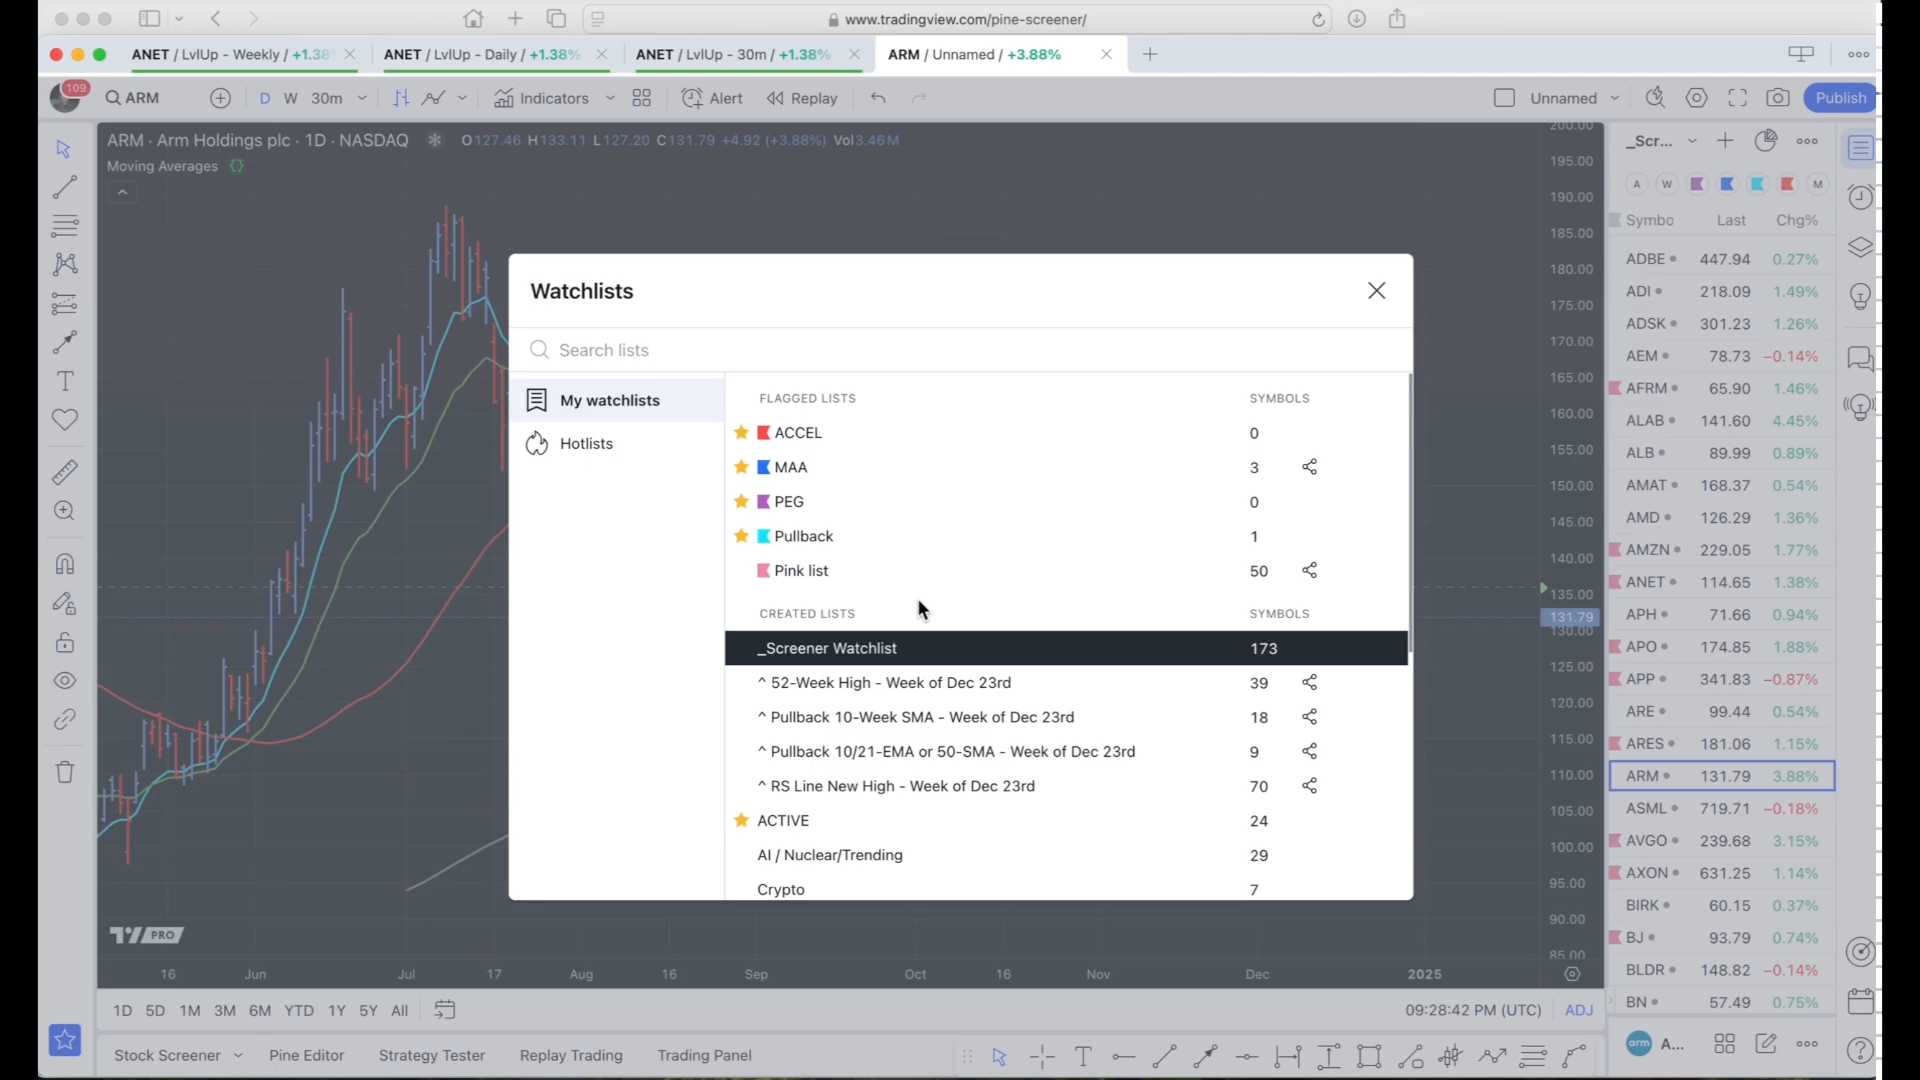 www.tradingview.com/pine-screener/
ANET / LvlUp - Weekly / +1.38
ANET / LvlUp - Daily / +1.38%
ANET / LvlUp - 30m / +1.38%
ARM / Unnamed / +3.88%
109
ARM
D
W
30m
Indicators
Alert
Replay
Unnamed
Publish
ARM · Arm Holdings plc · 1D · NASDAQ
O127.46 H133.11 L127.20 C131.79 +4.92 (+3.88%) Vol3.46M
Moving Averages
200.00
195.00
190.00
185.00
180.00
175.00
170.00
165.00
160.00
155.00
150.00
145.00
140.00
135.00
131.79
130.00
125.00
120.00
115.00
110.00
105.00
100.00
95.00
90.00
85.00
Watchlists
Search lists
My watchlists
Hotlists
FLAGGED LISTS SYMBOLS
ACCEL 0
MAA 3
PEG 0
Pullback 1
Pink list 50
CREATED LISTS SYMBOLS
_Screener Watchlist 173
^ 52-Week High - Week of Dec 23rd 39
^ Pullback 10-Week SMA - Week of Dec 23rd 18
^ Pullback 10/21-EMA or 50-SMA - Week of Dec 23rd 9
^ RS Line New High - Week of Dec 23rd 70
ACTIVE 24
AI / Nuclear/Trending 29
Crypto 7
_Scr...
A W M
Symbo Last Chg%
ADBE 447.94 0.27%
ADI 218.09 1.49%
ADSK 301.23 1.26%
AEM 78.73 −0.14%
AFRM 65.90 1.46%
ALAB 141.60 4.45%
ALB 89.99 0.89%
AMAT 168.37 0.54%
AMD 126.29 1.36%
AMZN 229.05 1.77%
ANET 114.65 1.38%
APH 71.66 0.94%
APO 174.85 1.88%
APP 341.83 −0.87%
ARE 99.44 0.54%
ARES 181.06 1.15%
ARM 131.79 3.88%
ASML 719.71 −0.18%
AVGO 239.68 3.15%
AXON 631.25 1.14%
BIRK 60.15 0.37%
BJ 93.79 0.74%
BLDR 148.82 −0.14%
BN 57.49 0.75%
PRO
16 Jun Jul 17 Aug 16 Sep Oct 16 Nov Dec 2025
1D 5D 1M 3M 6M YTD 1Y 5Y All
09:28:42 PM (UTC) ADJ
arm A...
Stock Screener Pine Editor Strategy Tester Replay Trading Trading Panel